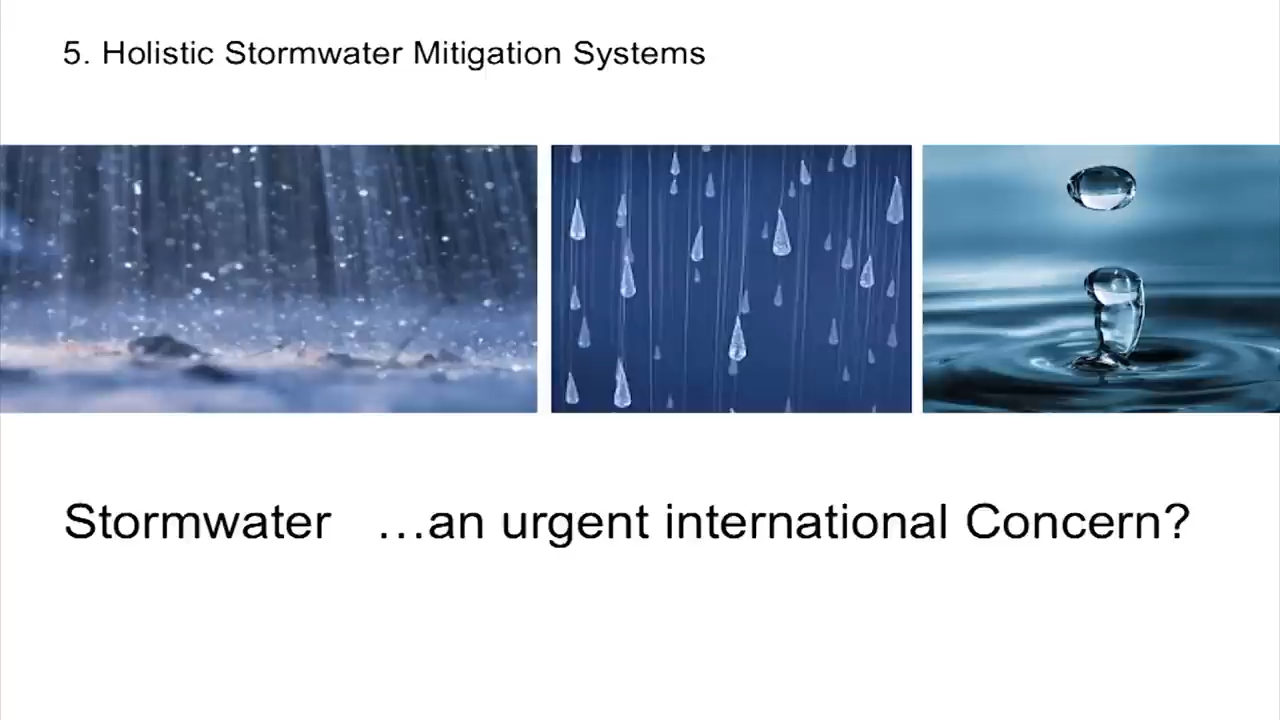 5. Holistic Stormwater Mitigation Systems
Stormwater …an urgent international Concern?